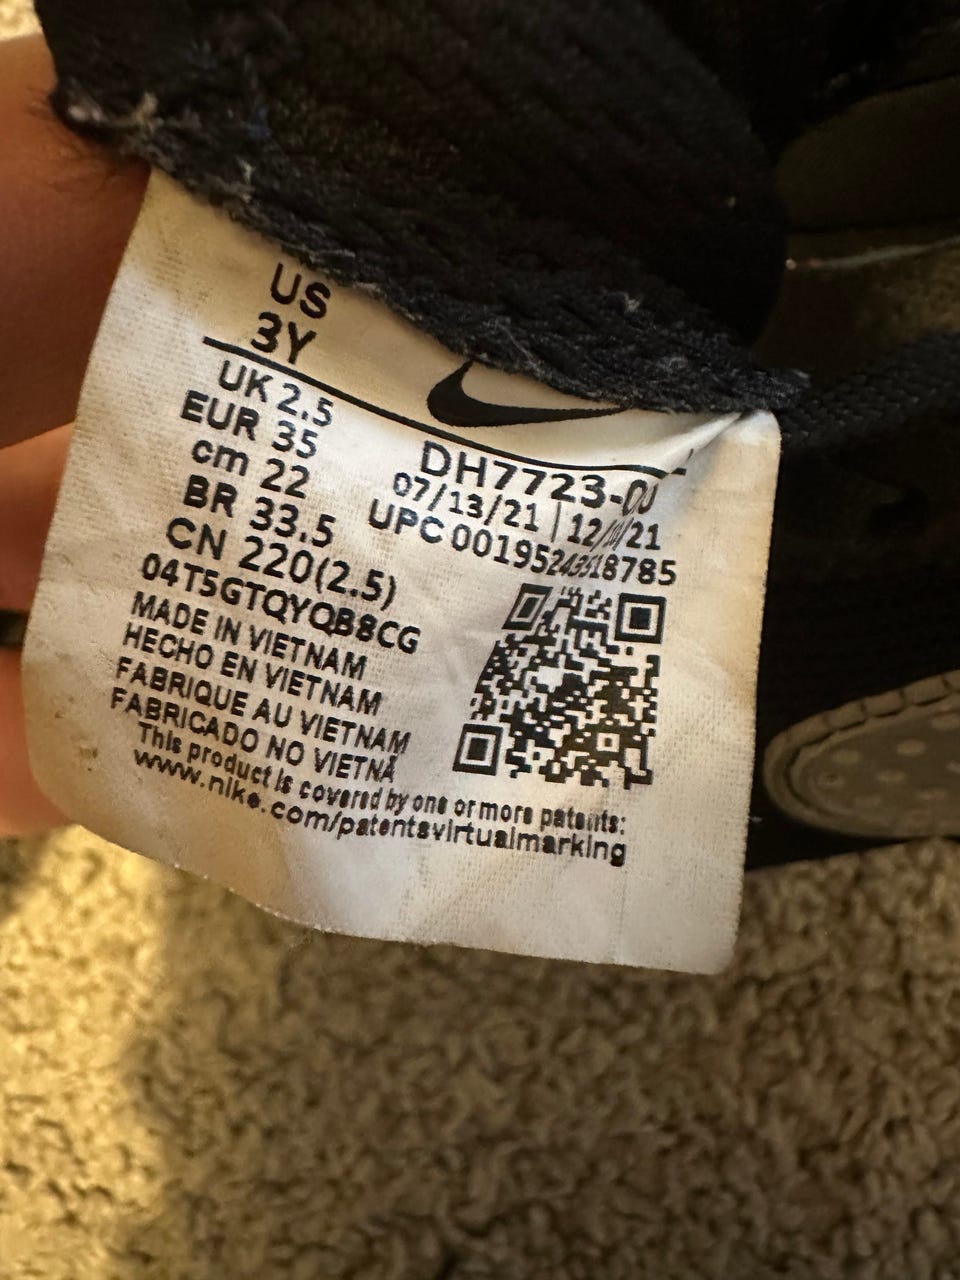 US
3Y
UK 2.5
EUR 35
cm 22
BR 33.5
CN 220(2.5)
04T5GTQYQB8CG
MADE IN VIETNAM
HECHO EN VIETNAM
FABRIQUE AU VIETNAM
FABRICADO NO VIETNÃ
This product is covered by one or more patents:
www.nike.com/patentsvirtualmarking
07/13/21
UPC